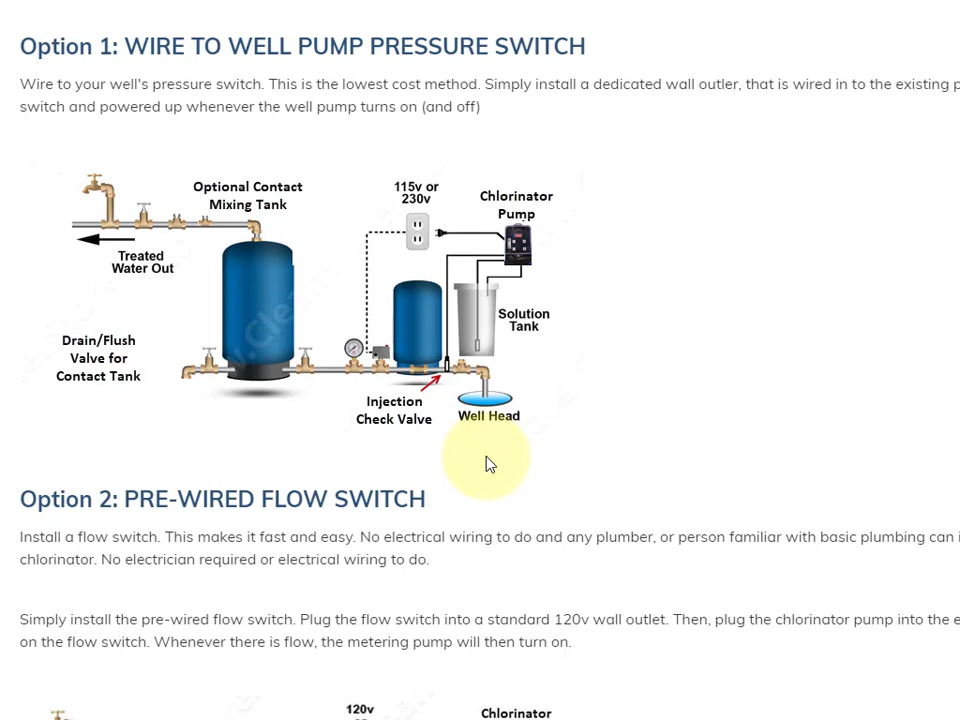 Option 1: WIRE TO WELL PUMP PRESSURE SWITCH
Wire to your well's pressure switch. This is the lowest cost method. Simply install a dedicated wall outler, that is wired in to the existing
switch and powered up whenever the well pump turns on (and off)
Optional Contact
Mixing Tank
115v or
230v
Chlorinator
Pump
Treated
Water Out
Solution
Tank
Drain/Flush
Valve for
Contact Tank
Injection
Check Valve
Well Head
Option 2: PRE-WIRED FLOW SWITCH
Install a flow switch. This makes it fast and easy. No electrical wiring to do and any plumber, or person familiar with basic plumbing can
chlorinator. No electrician required or electrical wiring to do.
Simply install the pre-wired flow switch. Plug the flow switch into a standard 120v wall outlet. Then, plug the chlorinator pump into the
on the flow switch. Whenever there is flow, the metering pump will then turn on.
120v
Chlorinator